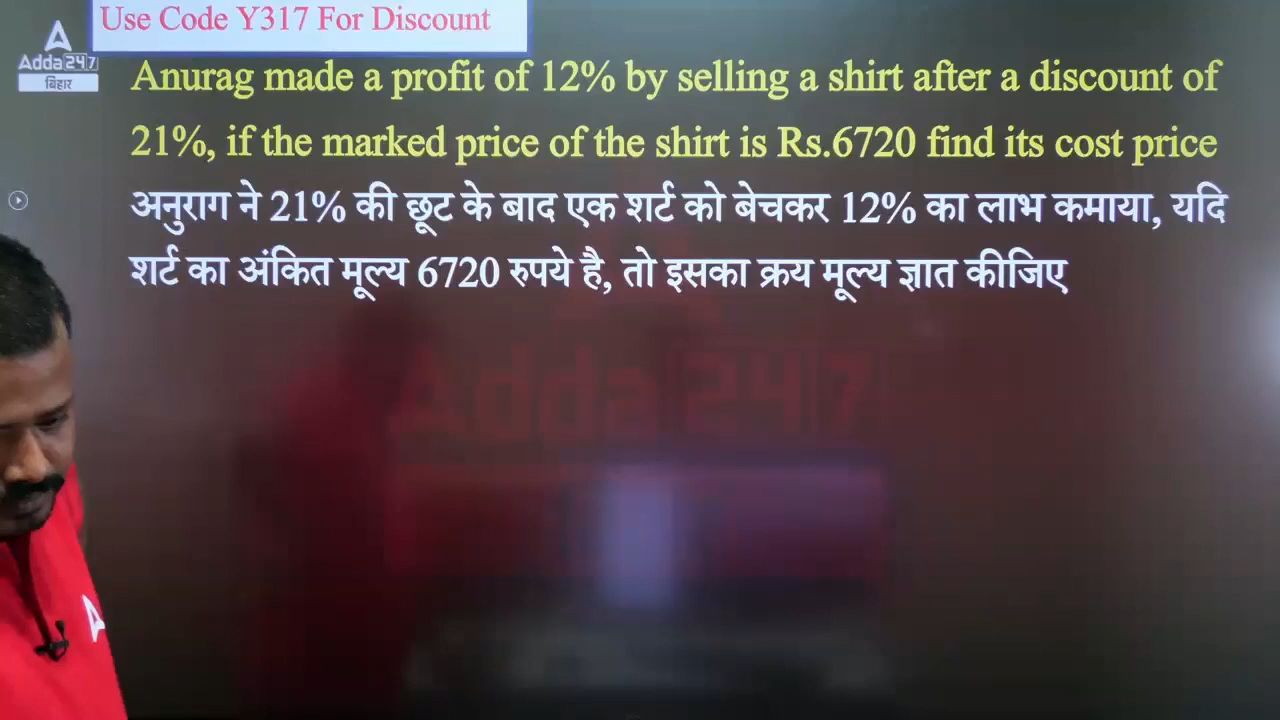 Use Code Y317 For Discount
Adda247
बिहार
Anurag made a profit of 12% by selling a shirt after a discount of
21%, if the marked price of the shirt is Rs.6720 find its cost price
अनुराग ने 21% की छूट के बाद एक शर्ट को बेचकर 12% का लाभ कमाया, यदि
शर्ट का अंकित मूल्य 6720 रुपये है, तो इसका क्रय मूल्य ज्ञात कीजिए
Adda247